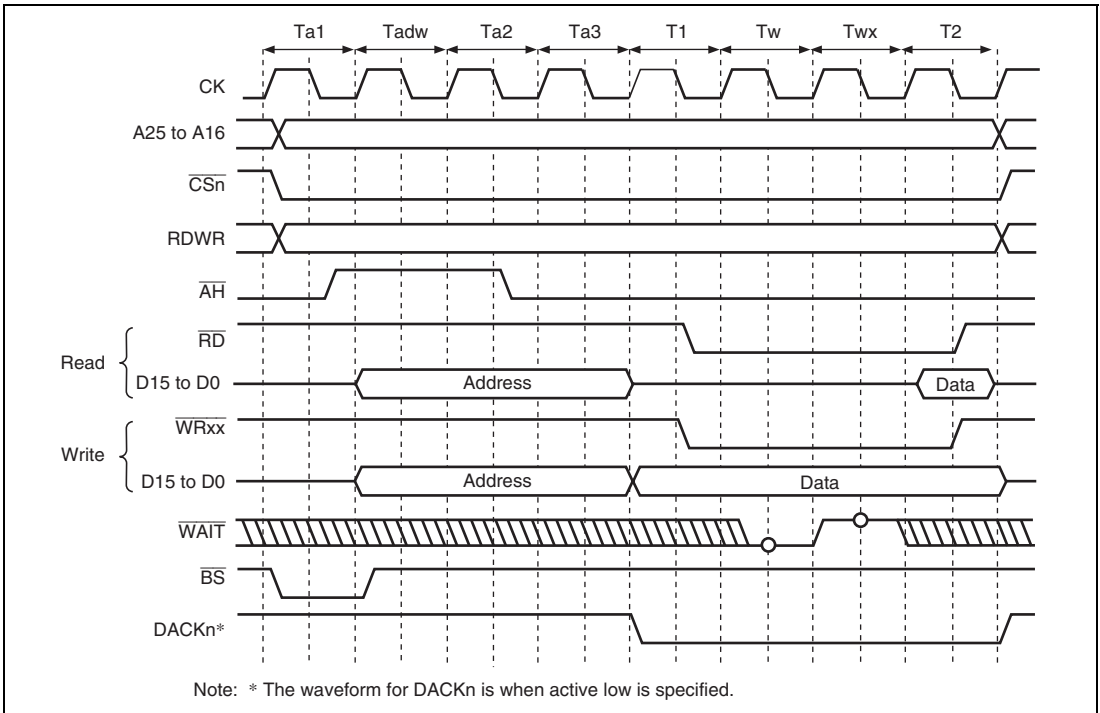 Ta1 Tadw Ta2 Ta3 T1 Tw Twx T2
CK
A25 to A16
CSn
RDWR
AH
RD
Read
D15 to D0 Address Data
WRxx
Write
D15 to D0 Address Data
WAIT
BS
DACKn*
Note: * The waveform for DACKn is when active low is specified.